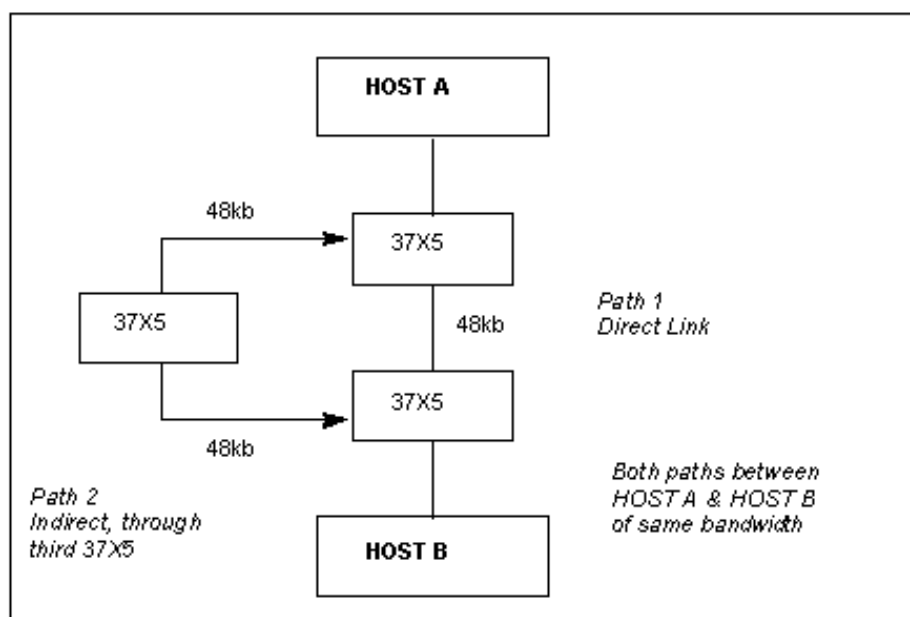 HOST A
48kb
37X5
37X5
Path 1
Direct Link
48kb
37X5
48kb
Path 2
Indirect, through
third 37X5
Both paths between
HOST A & HOST B
of same bandwidth
HOST B